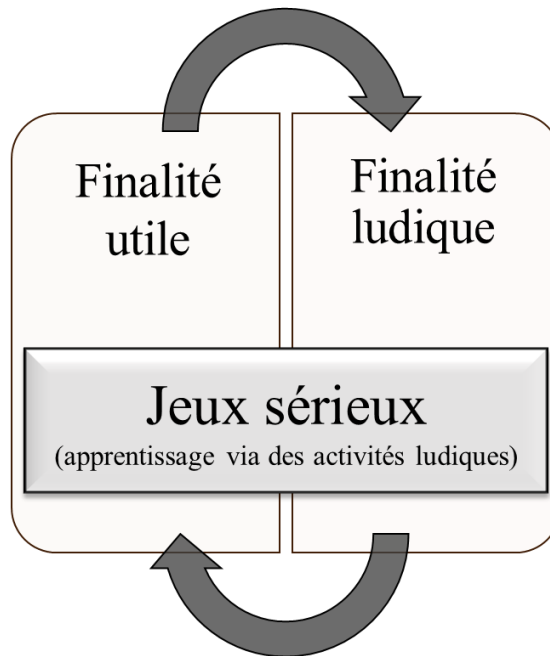 Finalité
utile
Finalité
ludique
Jeux sérieux
(apprentissage via des activités ludiques)